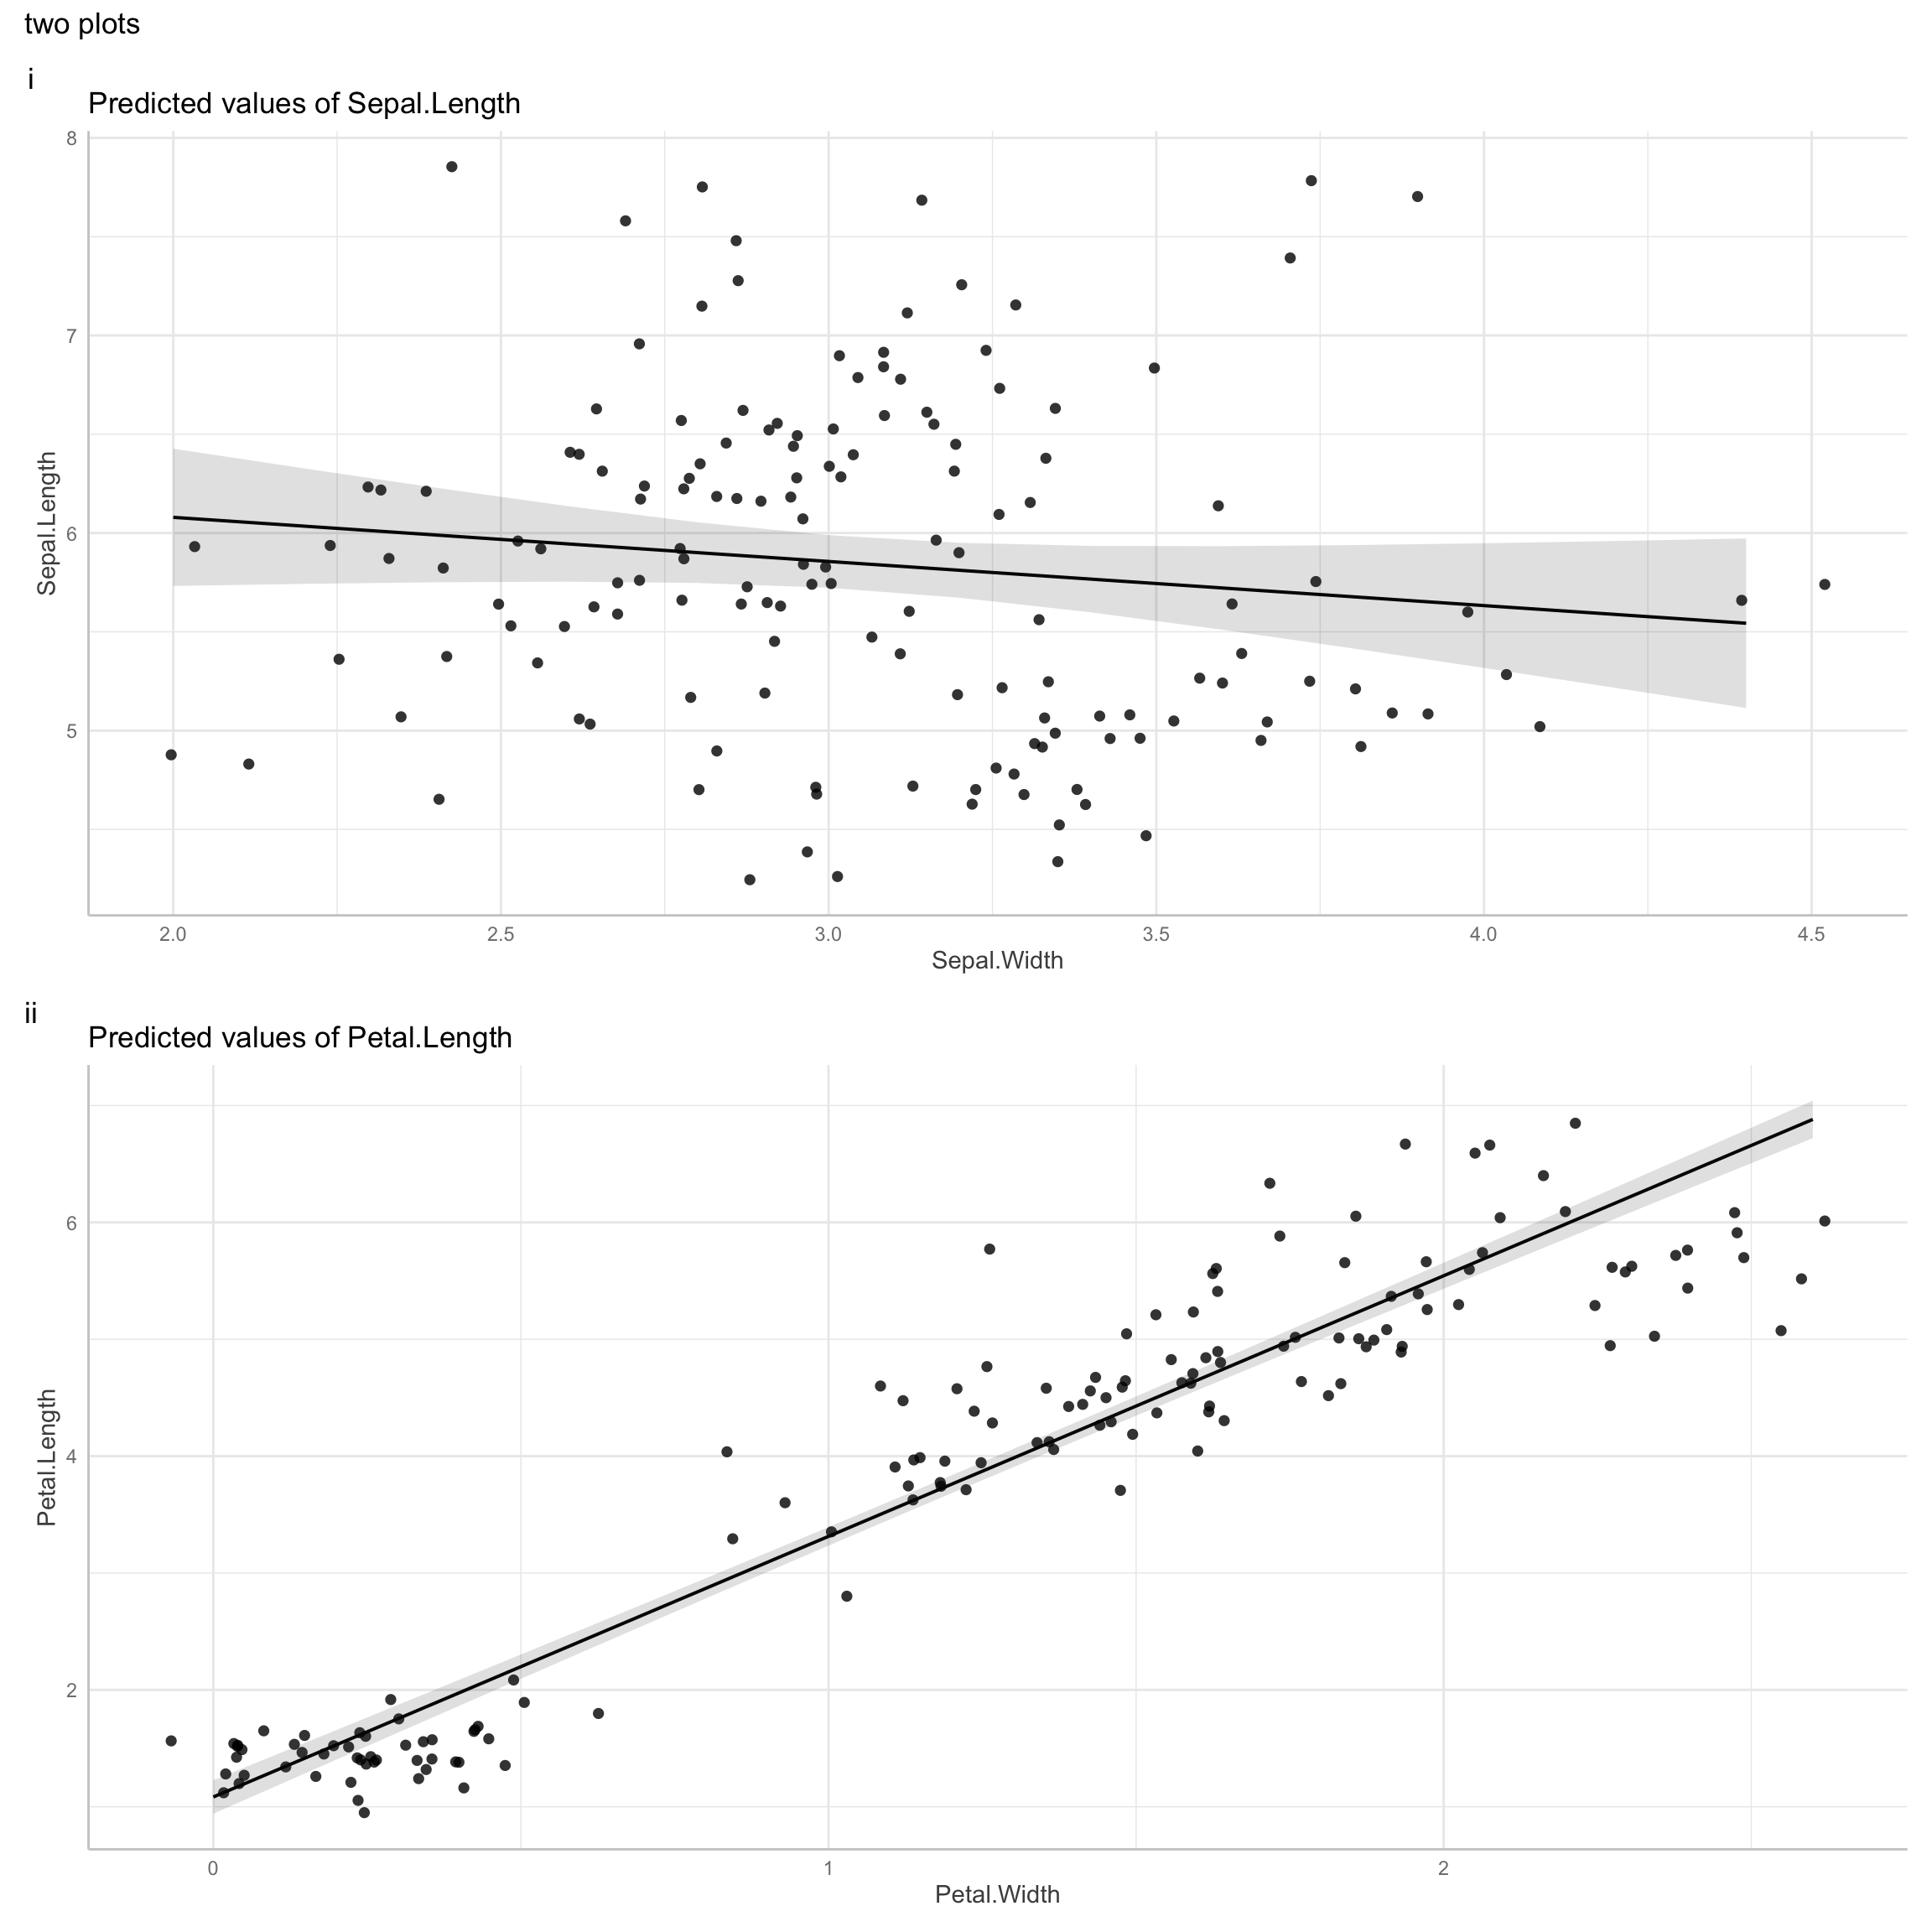 two plots
i
Predicted values of Sepal.Length
8
7
6
5
Sepal.Length
2.0 2.5 3.0 3.5 4.0 4.5
Sepal.Width
ii
Predicted values of Petal.Length
6
4
2
Petal.Length
0 1 2
Petal.Width